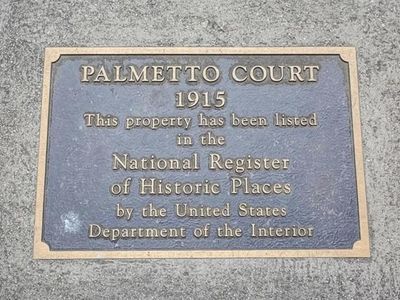 PALMETTO COURT
1915
This property has been listed
in the
National Register
of Historic Places
by the United States
Department of the Interior